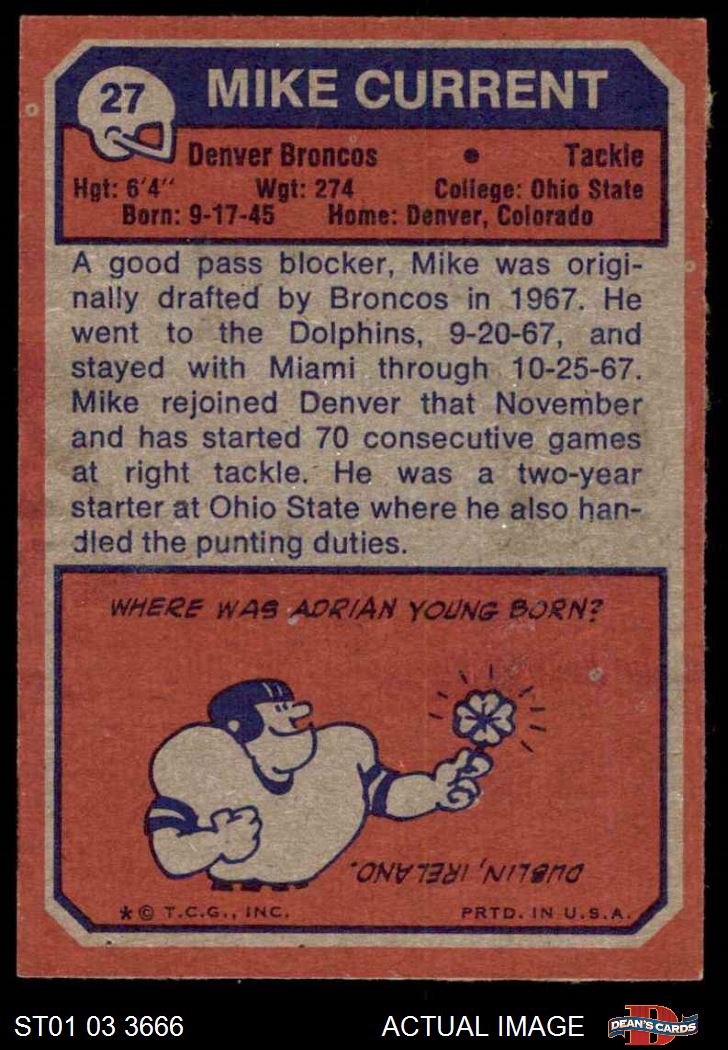 27
MIKE CURRENT
Denver Broncos • Tackle
Hgt: 6'4" Wgt: 274 College: Ohio State
Born: 9-17-45 Home: Denver, Colorado
A good pass blocker, Mike was origi-
nally drafted by Broncos in 1967. He
went to the Dolphins, 9-20-67, and
stayed with Miami through 10-25-67.
Mike rejoined Denver that November
and has started 70 consecutive games
at right tackle. He was a two-year
starter at Ohio State where he also han-
dled the punting duties.
WHERE WAS ADRIAN YOUNG BORN?
DUBLIN, IRELAND.
* © T.C.G., INC. PRTD. IN U.S.A.
ST01 03 3666 ACTUAL IMAGE
D
DEAN'S CARDS